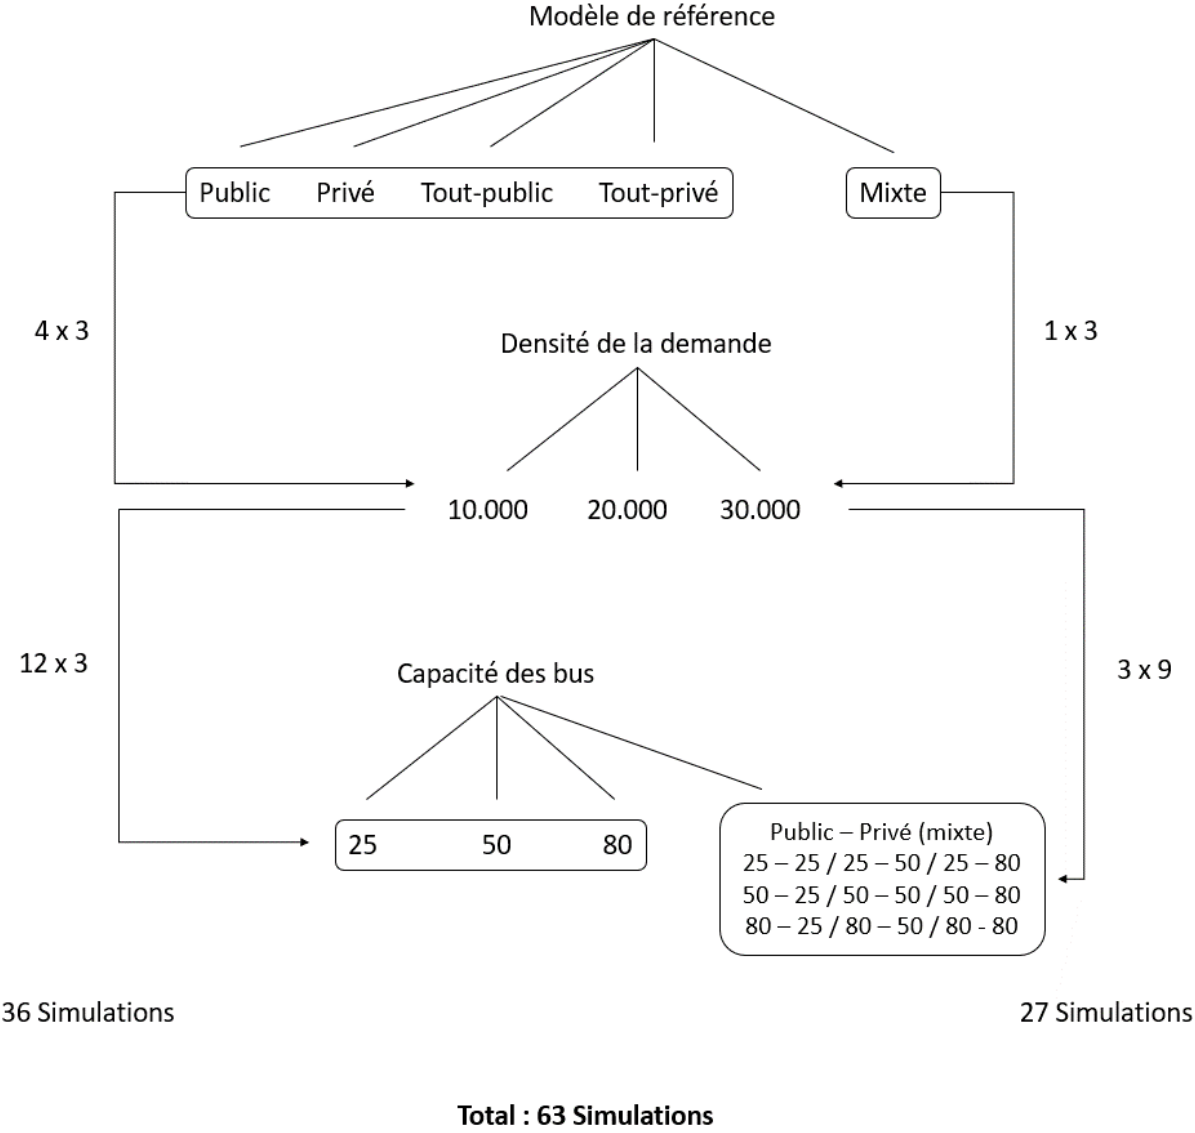 Modèle de référence
Public Privé Tout-public Tout-privé Mixte
4 x 3
1 x 3
Densité de la demande
10.000 20.000 30.000
12 x 3
3 x 9
Capacité des bus
25 50 80
Public – Privé (mixte)
25 – 25 / 25 – 50 / 25 – 80
50 – 25 / 50 – 50 / 50 – 80
80 – 25 / 80 – 50 / 80 - 80
36 Simulations
27 Simulations
Total : 63 Simulations